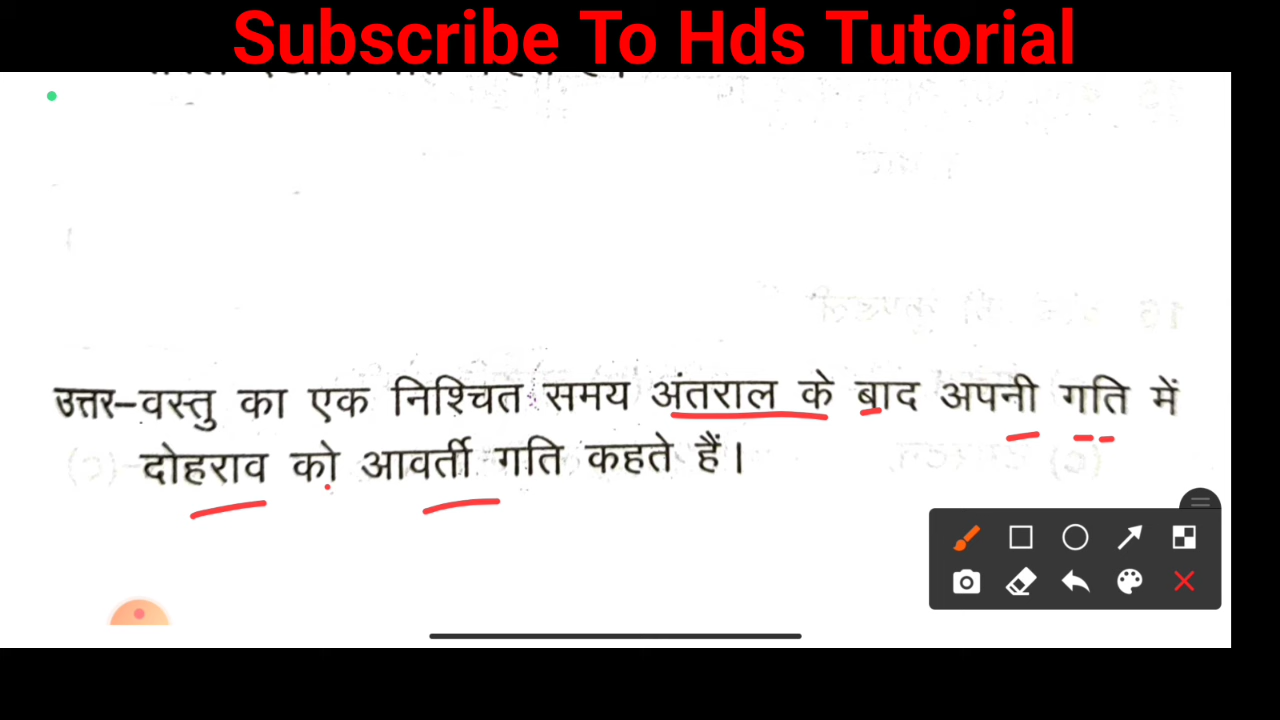 Subscribe To Hds Tutorial
उत्तर–वस्तु का एक निश्चित समय अंतराल के बाद अपनी गति में
दोहराव को आवर्ती गति कहते हैं।